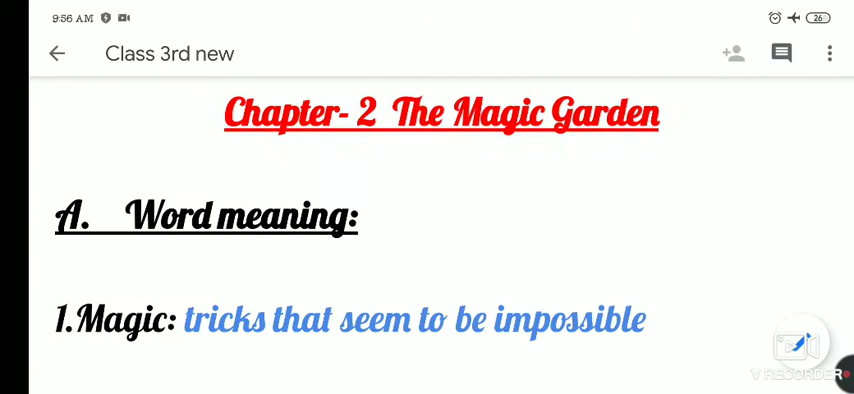 9:56 AM 26
Class 3rd new
Chapter- 2 The Magic Garden
A. Word meaning:
1.Magic: tricks that seem to be impossible
V RECORDER